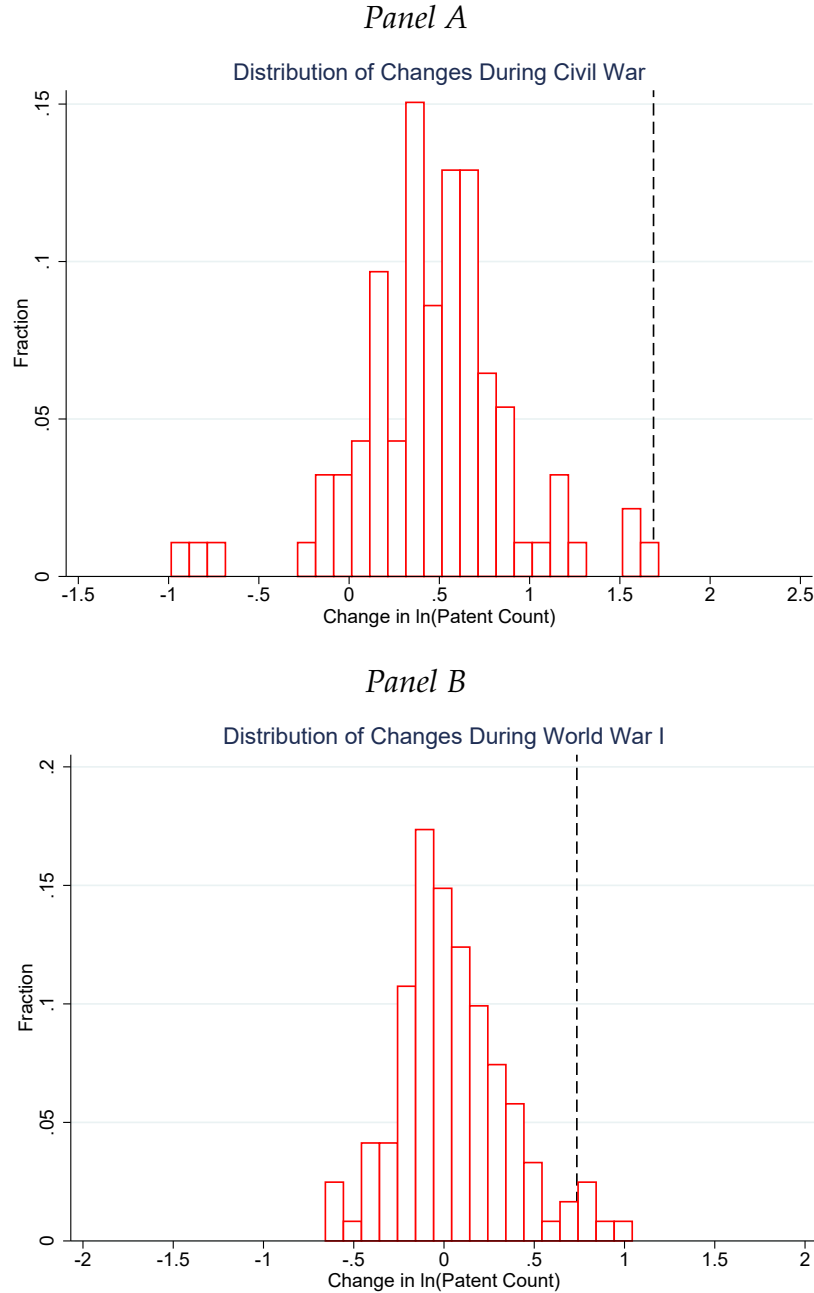 Panel A
Distribution of Changes During Civil War
.15
.1
.05
0
Fraction
-1.5 -1 -.5 0 .5 1 1.5 2 2.5
Change in ln(Patent Count)
Panel B
Distribution of Changes During World War I
.2
.15
.1
.05
0
Fraction
-2 -1.5 -1 -.5 0 .5 1 1.5 2
Change in ln(Patent Count)